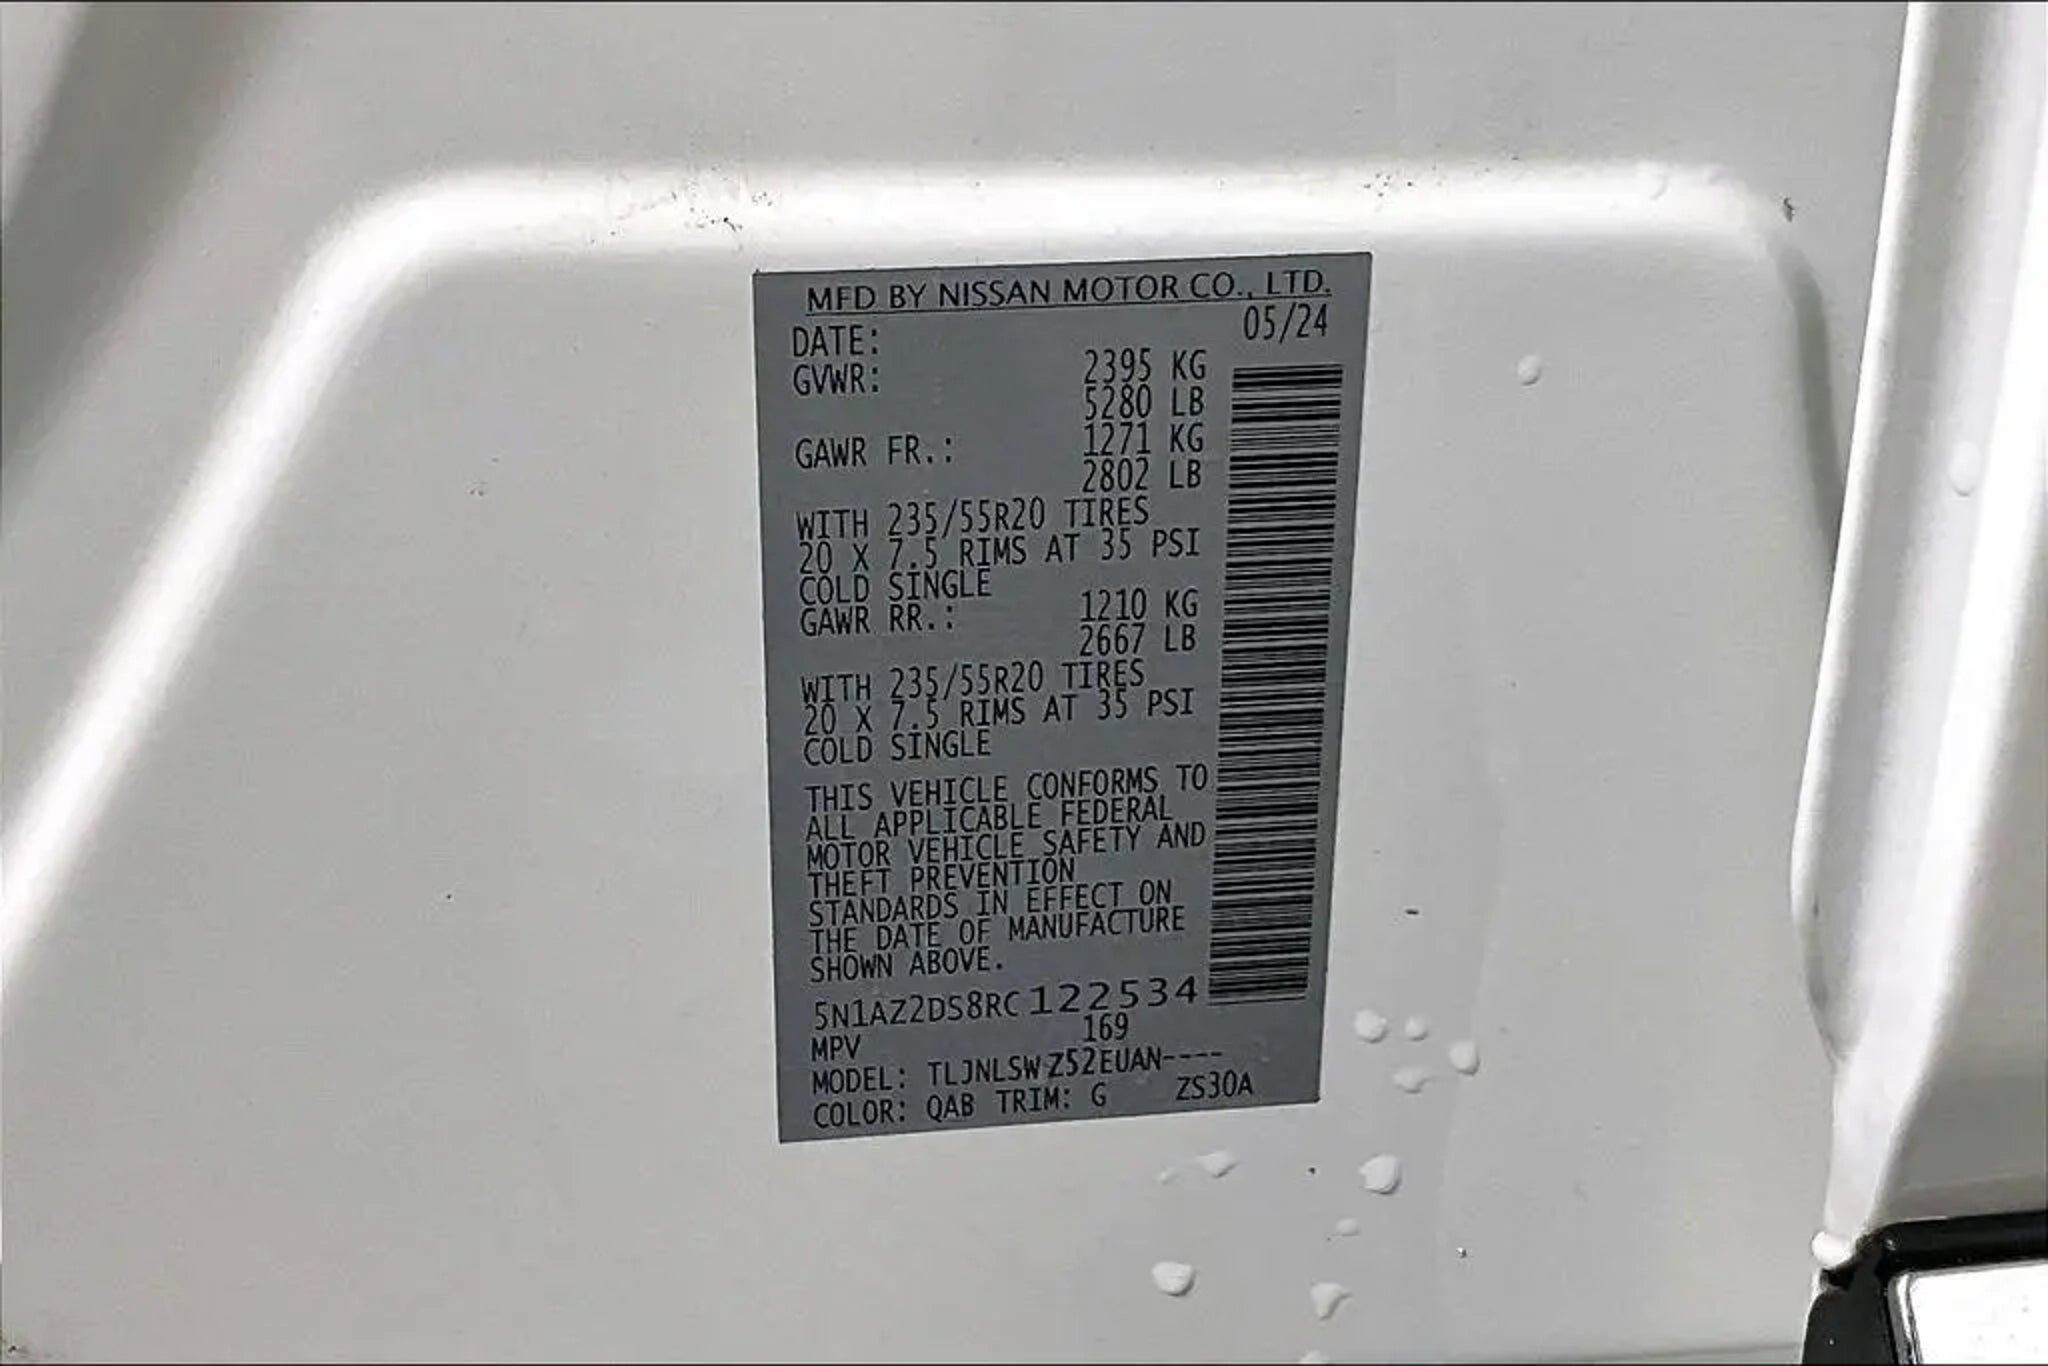 MFD BY NISSAN MOTOR CO., LTD.
DATE: 05/24
GVWR: 2395 KG
5280 LB
GAWR FR.: 1271 KG
2802 LB
WITH 235/55R20 TIRES
20 X 7.5 RIMS AT 35 PSI
COLD SINGLE
GAWR RR.: 1210 KG
2667 LB
WITH 235/55R20 TIRES
20 X 7.5 RIMS AT 35 PSI
COLD SINGLE
THIS VEHICLE CONFORMS TO
ALL APPLICABLE FEDERAL
MOTOR VEHICLE SAFETY AND
THEFT PREVENTION
STANDARDS IN EFFECT ON
THE DATE OF MANUFACTURE
SHOWN ABOVE.
5N1AZ2DS8RC122534
MPV 169
MODEL: TLJNLSWZ52EUAN----
COLOR: QAB TRIM: G ZS30A